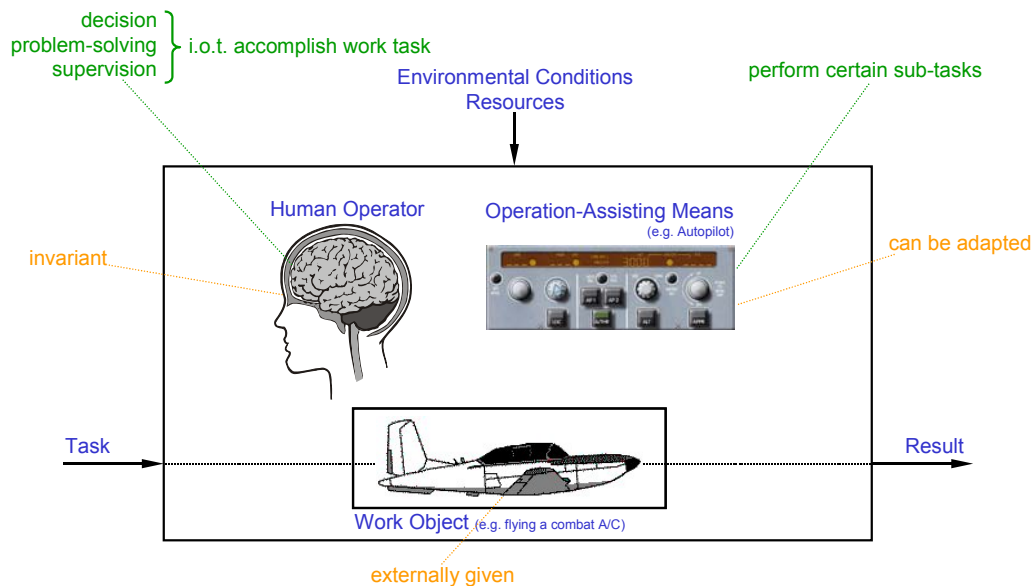 decision
problem-solving
supervision
i.o.t. accomplish work task
Environmental Conditions
Resources
perform certain sub-tasks
Human Operator
Operation-Assisting Means
(e.g. Autopilot)
invariant
can be adapted
Task
Result
Work Object (e.g. flying a combat A/C)
externally given